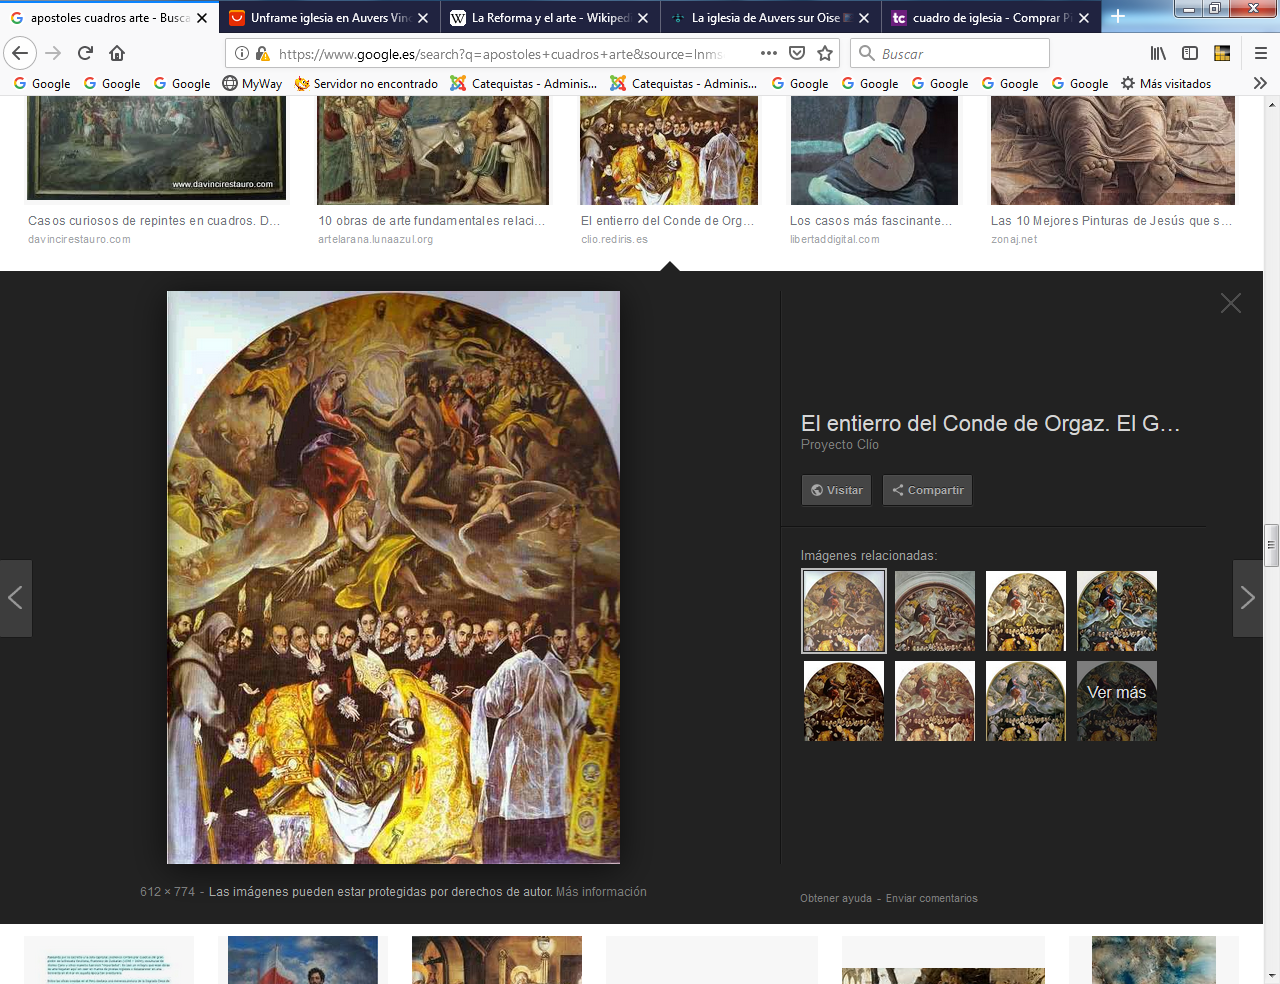 apostoles cuadros arte - Busca
Unframe iglesia en Auvers Vinc
La Reforma y el arte - Wikiped
La iglesia de Auvers sur Oise
cuadro de iglesia - Comprar Pi
https://www.google.es/search?q=apostoles+cuadros+arte&source=lnms
Buscar
Google
Google
Google
MyWay
Servidor no encontrado
Catequistas - Adminis...
Catequistas - Adminis...
Google
Google
Google
Google
Google
Más visitados
www.davincirestauro.com
Casos curiosos de repintes en cuadros. D...
10 obras de arte fundamentales relaci...
El entierro del Conde de Org...
Los casos más fascinante...
Las 10 Mejores Pinturas de Jesús que s...
davincirestauro.com
artelarana.lunaazul.org
clio.rediris.es
libertaddigital.com
zonaj.net
El entierro del Conde de Orgaz. El G...
Proyecto Clío
Visitar
Compartir
Imágenes relacionadas:
Ver más
612 × 774 - Las imágenes pueden estar protegidas por derechos de autor. Más información
Obtener ayuda - Enviar comentarios